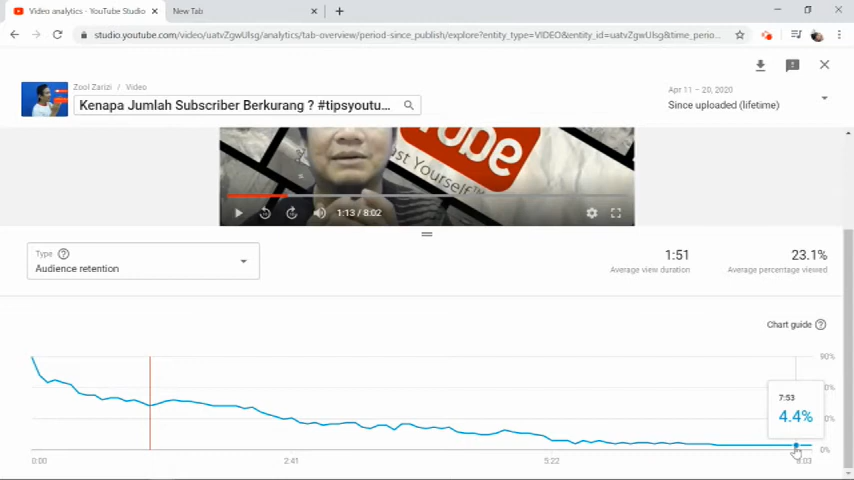 Video analytics - YouTube Studio
New Tab
studio.youtube.com/video/uatvZgwUlsg/analytics/tab-overview/period-since_publish/explore?entity_type=VIDEO&entity_id=uatvZgwUlsg&time_perio...
Zool Zarizi / Video
Kenapa Jumlah Subscriber Berkurang ? #tipsyoutu...
Apr 11 – 20, 2020
Since uploaded (lifetime)
ast Yourself™
1:13 / 8:02
Type
Audience retention
1:51
Average view duration
23.1%
Average percentage viewed
Chart guide
90%
7:53
4.4%
0%
0:00
2:41
5:22